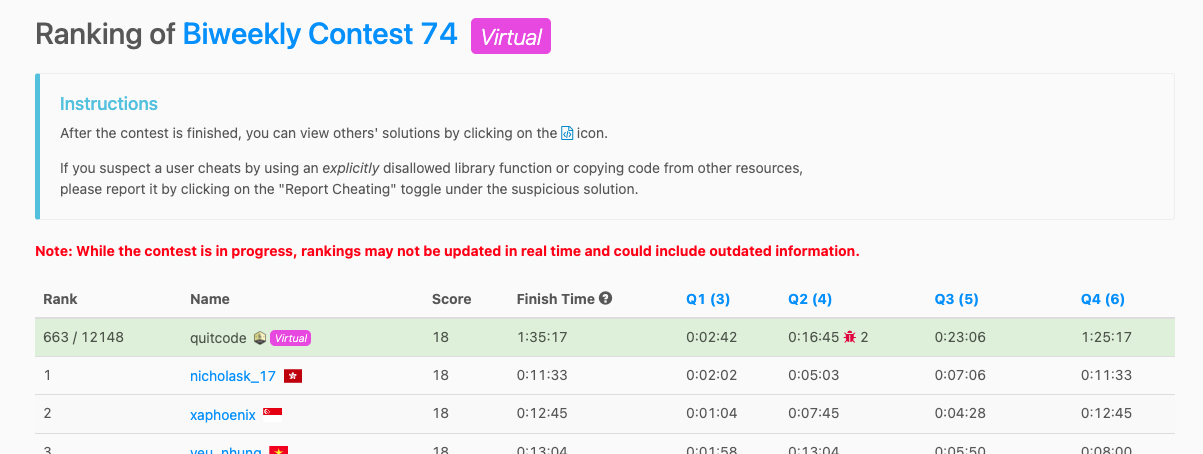 Ranking of Biweekly Contest 74 Virtual
Instructions
After the contest is finished, you can view others' solutions by clicking on the icon.
If you suspect a user cheats by using an explicitly disallowed library function or copying code from other resources,
please report it by clicking on the "Report Cheating" toggle under the suspicious solution.
Note: While the contest is in progress, rankings may not be updated in real time and could include outdated information.
Rank Name Score Finish Time Q1 (3) Q2 (4) Q3 (5) Q4 (6)
663 / 12148 quitcode Virtual 18 1:35:17 0:02:42 0:16:45 2 0:23:06 1:25:17
1 nicholask_17 18 0:11:33 0:02:02 0:05:03 0:07:06 0:11:33
2 xaphoenix 18 0:12:45 0:01:04 0:07:45 0:04:28 0:12:45
3 yeu_nhung 18 0:13:04 0:01:58 0:13:04 0:05:50 0:08:00